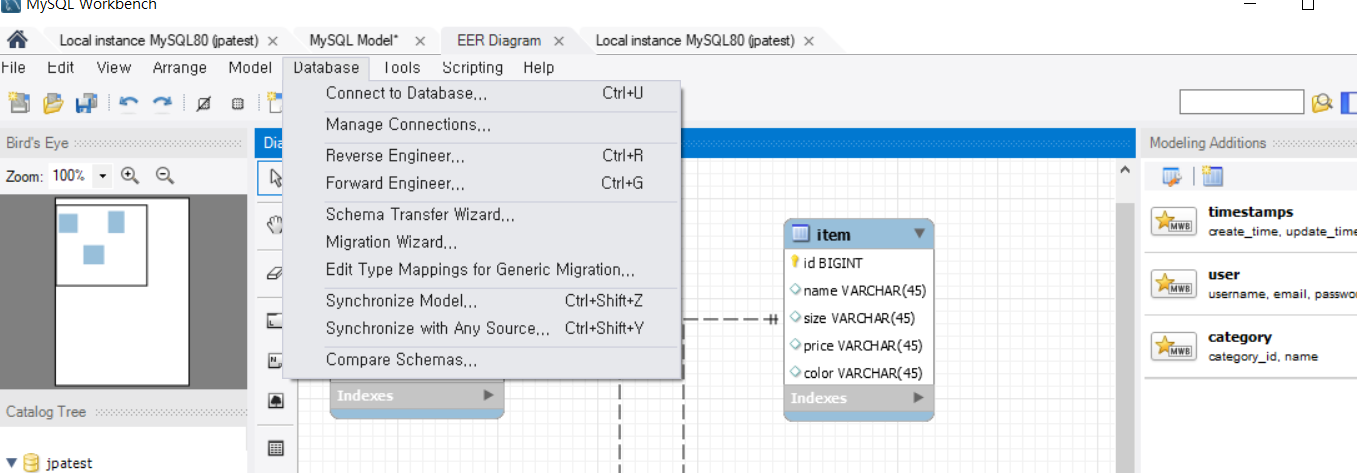 MySQL Workbench
Local instance MySQL80 (jpatest) ×
MySQL Model* ×
EER Diagram ×
Local instance MySQL80 (jpatest) ×
File Edit View Arrange Model Database Tools Scripting Help
Connect to Database... Ctrl+U
Manage Connections...
Reverse Engineer... Ctrl+R
Forward Engineer... Ctrl+G
Schema Transfer Wizard...
Migration Wizard...
Edit Type Mappings for Generic Migration...
Synchronize Model... Ctrl+Shift+Z
Synchronize with Any Source... Ctrl+Shift+Y
Compare Schemas...
Bird's Eye
Zoom: 100%
Catalog Tree
jpatest
Dia
Indexes
item
id BIGINT
name VARCHAR(45)
size VARCHAR(45)
price VARCHAR(45)
color VARCHAR(45)
Indexes
Modeling Additions
MWB
timestamps
create_time, update_time
MWB
user
username, email, passwo
MWB
category
category_id, name